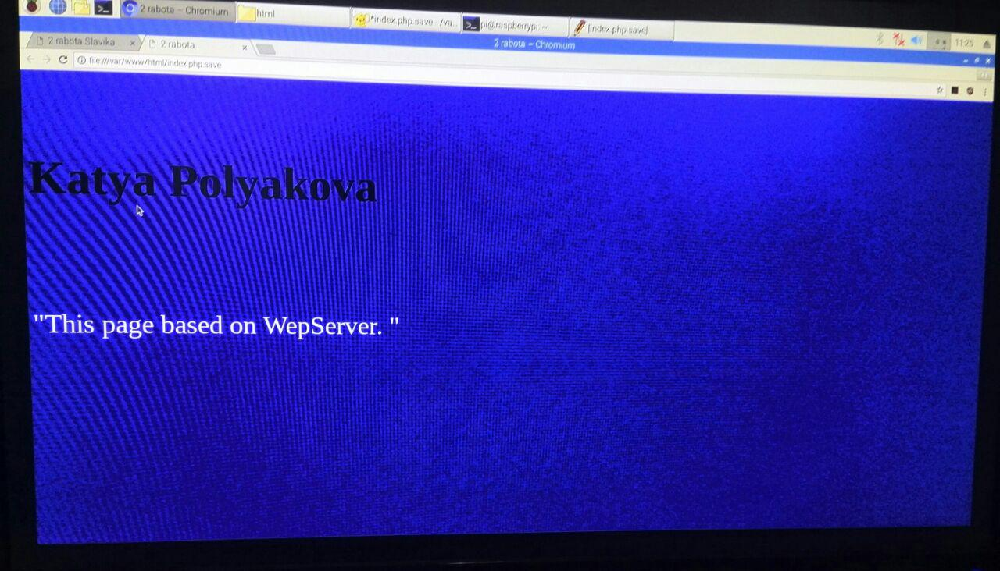 2 rabota – Chromium
html
*index.php.save - /va...
pi@raspberrypi: ~
[index.php.save]
11:25
2 rabota Slavika
2 rabota
2 rabota – Chromium
file:///var/www/html/index.php.save
Katya Polyakova
"This page based on WepServer. "